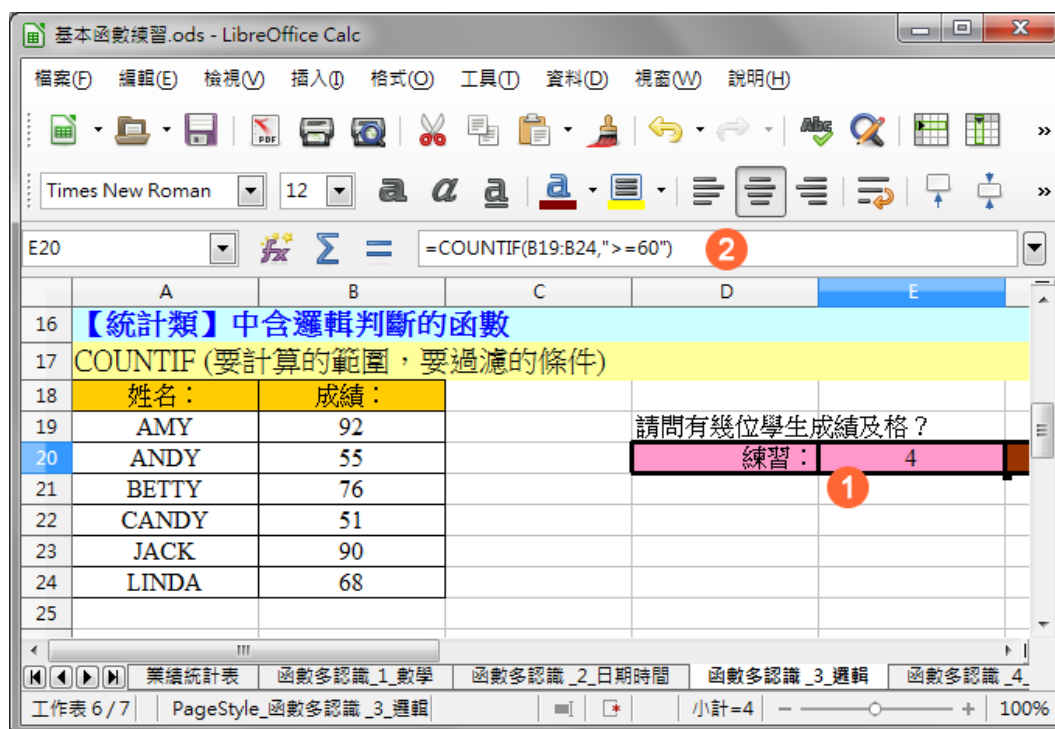 基本函數練習.ods - LibreOffice Calc
檔案(F) 編輯(E) 檢視(V) 插入(I) 格式(O) 工具(T) 資料(D) 視窗(W) 說明(H)
PDF Abc »
Times New Roman 12 a a a a »
E20 fx Σ = =COUNTIF(B19:B24,">=60") 2
A B C D E
16 【統計類】中含邏輯判斷的函數
17 COUNTIF (要計算的範圍，要過濾的條件)
18 姓名： 成績：
19 AMY 92 請問有幾位學生成績及格？
20 ANDY 55 練習： 4
21 BETTY 76 1
22 CANDY 51
23 JACK 90
24 LINDA 68
25
業績統計表 函數多認識_1_數學 函數多認識 _2_日期時間 函數多認識 _3_邏輯 函數多認識 _4_
工作表 6 / 7 PageStyle_函數多認識 _3_邏輯 小計=4 100%